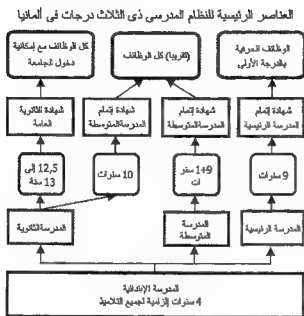 العناصر الرئيسية للنظام المدرسى ذى الثلاث درجات فى ألمانيا
كل الوظائف مع إمكانية
دخول الجامعة
(تقريبا) كل الوظائف
الوظائف الحرفية
بالدرجة الأولى
شهادة الثانوية
العامة
شهادة إتمام
المدرسة المتوسطة
شهادة إتمام
المدرسة المتوسطة
شهادة إتمام
المدرسة الرئيسية
12,5 إلى
13 سنة
10 سنوات
9+1 سنو
ات
9 سنوات
المدرسة الثانوية
المدرسة
المتوسطة
المدرسة الرئيسية
المدرسة الإبتدائية
4 سنوات إلزامية لجميع التلاميذ